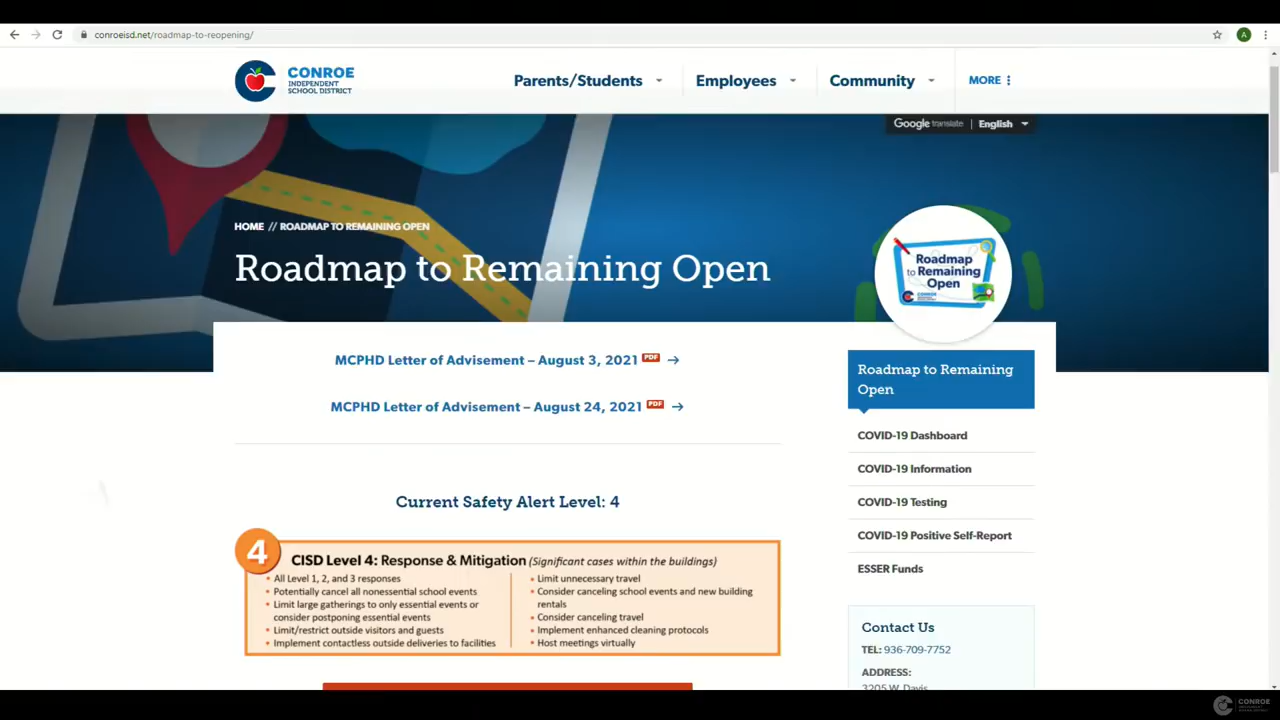 conroeisd.net/roadmap-to-reopening/
A
CONROE
INDEPENDENT
SCHOOL DISTRICT
Parents/Students
Employees
Community
MORE
Google translate
English
HOME // ROADMAP TO REMAINING OPEN
Roadmap to Remaining Open
Roadmap
to Remaining
Open
CONROE
MCPHD Letter of Advisement – August 3, 2021 PDF →
MCPHD Letter of Advisement – August 24, 2021 PDF →
Current Safety Alert Level: 4
4
CISD Level 4: Response & Mitigation (Significant cases within the buildings)
• All Level 1, 2, and 3 responses
• Potentially cancel all nonessential school events
• Limit large gatherings to only essential events or
consider postponing essential events
• Limit/restrict outside visitors and guests
• Implement contactless outside deliveries to facilities
• Limit unnecessary travel
• Consider canceling school events and new building
rentals
• Consider canceling travel
• Implement enhanced cleaning protocols
• Host meetings virtually
Roadmap to Remaining
Open
COVID-19 Dashboard
COVID-19 Information
COVID-19 Testing
COVID-19 Positive Self-Report
ESSER Funds
Contact Us
TEL: 936-709-7752
ADDRESS:
3205 W. Davis
CONROE